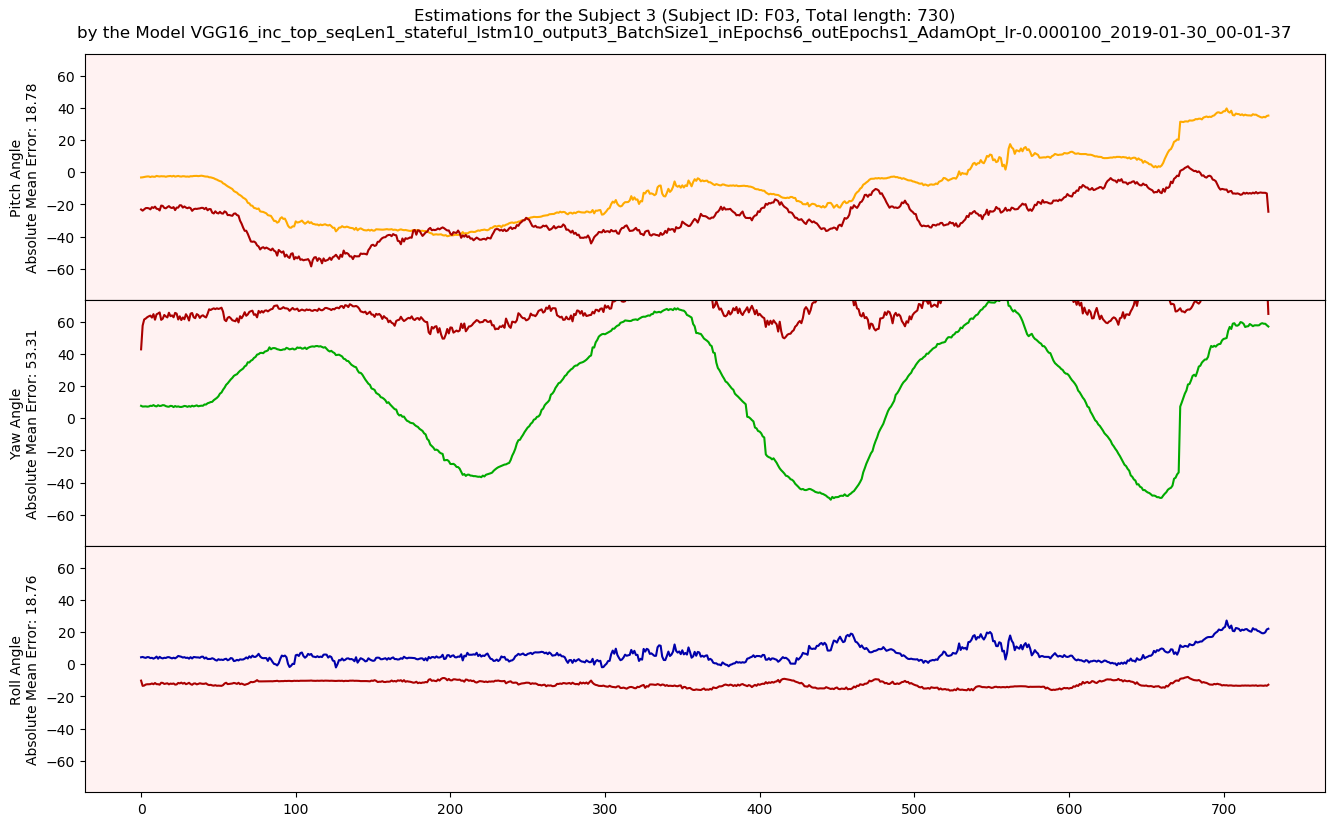 Estimations for the Subject 3 (Subject ID: F03, Total length: 730)
by the Model VGG16_inc_top_seqLen1_stateful_lstm10_output3_BatchSize1_inEpochs6_outEpochs1_AdamOpt_lr-0.000100_2019-01-30_00-01-37
Pitch Angle
Absolute Mean Error: 18.78
60
40
20
0
−20
−40
−60
Yaw Angle
Absolute Mean Error: 53.31
60
40
20
0
−20
−40
−60
Roll Angle
Absolute Mean Error: 18.76
60
40
20
0
−20
−40
−60
0 100 200 300 400 500 600 700